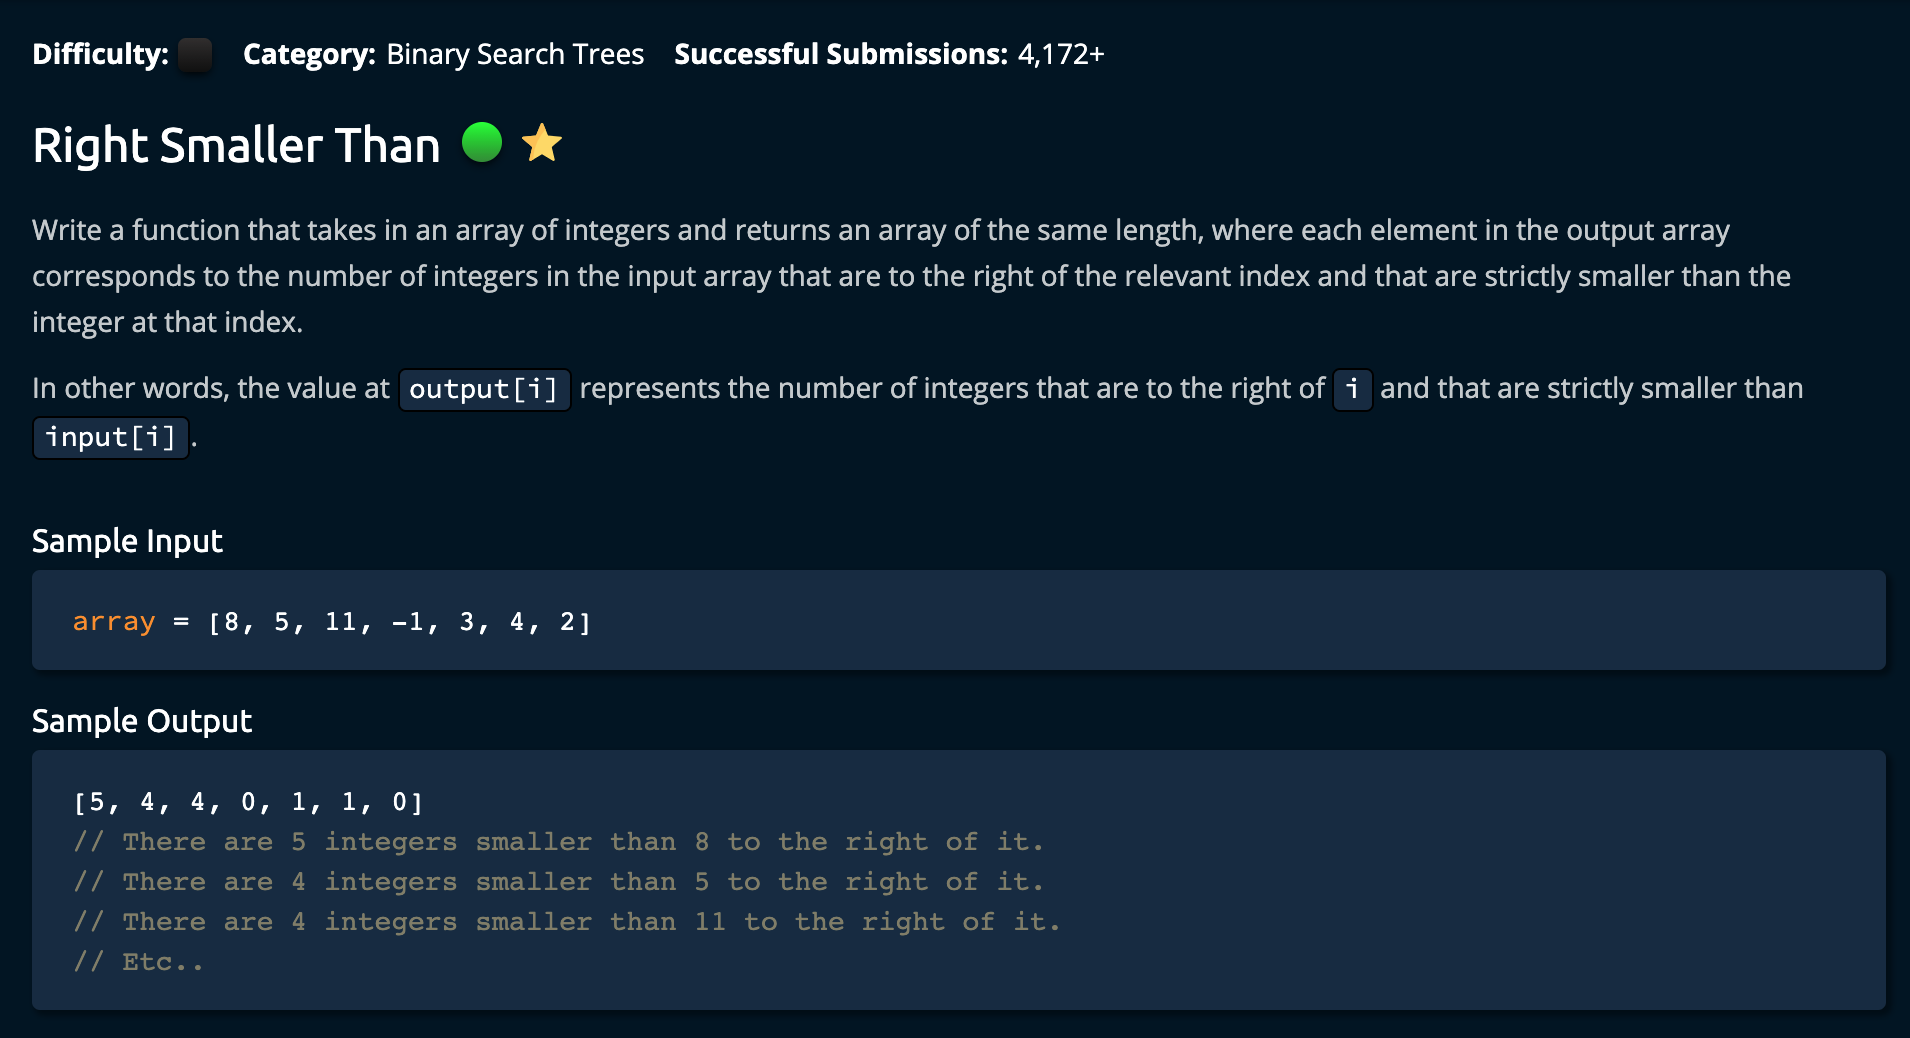 Difficulty: Category: Binary Search Trees Successful Submissions: 4,172+
Right Smaller Than
Write a function that takes in an array of integers and returns an array of the same length, where each element in the output array
corresponds to the number of integers in the input array that are to the right of the relevant index and that are strictly smaller than the
integer at that index.
In other words, the value at output[i] represents the number of integers that are to the right of i and that are strictly smaller than
input[i] .
Sample Input
array = [8, 5, 11, -1, 3, 4, 2]
Sample Output
[5, 4, 4, 0, 1, 1, 0]
// There are 5 integers smaller than 8 to the right of it.
// There are 4 integers smaller than 5 to the right of it.
// There are 4 integers smaller than 11 to the right of it.
// Etc..